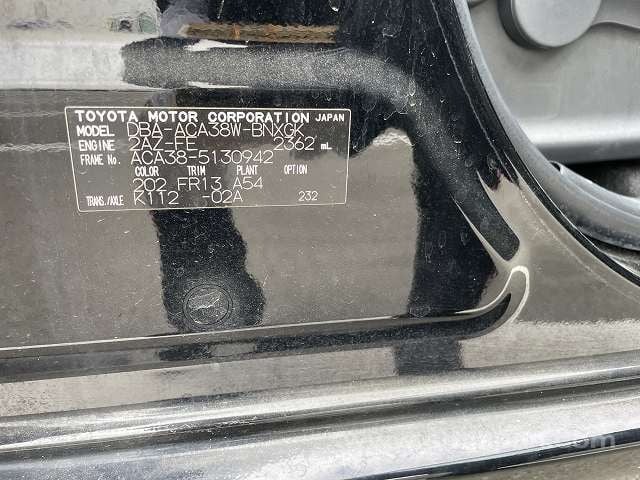 TOYOTA MOTOR CORPORATION JAPAN
MODEL DBA-ACA38W-BNXGK
ENGINE 2AZ-FE 2362 mL
FRAME No. ACA38-5130942
COLOR TRIM PLANT OPTION
202 FR13 A54
TRANS./AXLE K112 -02A 232